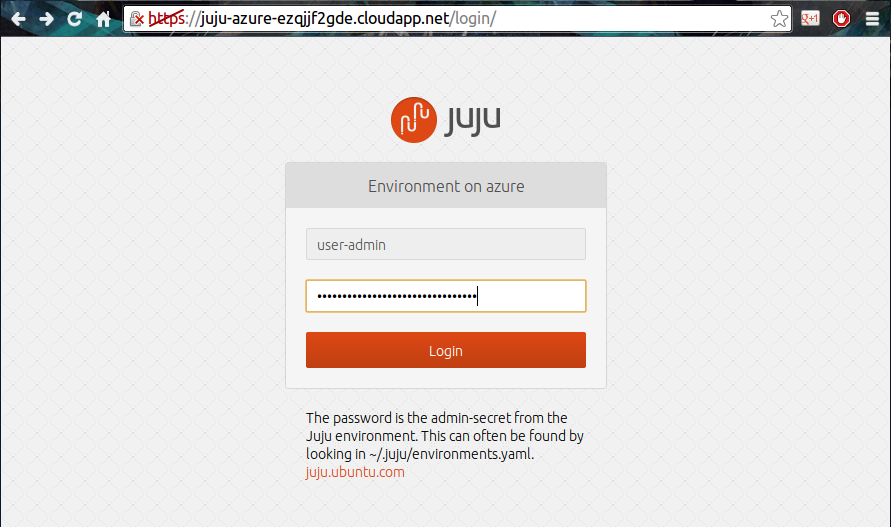 https://juju-azure-ezqjjf2gde.cloudapp.net/login/
juju
Environment on azure
user-admin
••••••••••••••••••••••••••••••••
Login
The password is the admin-secret from the
Juju environment. This can often be found by
looking in ~/.juju/environments.yaml.
juju.ubuntu.com